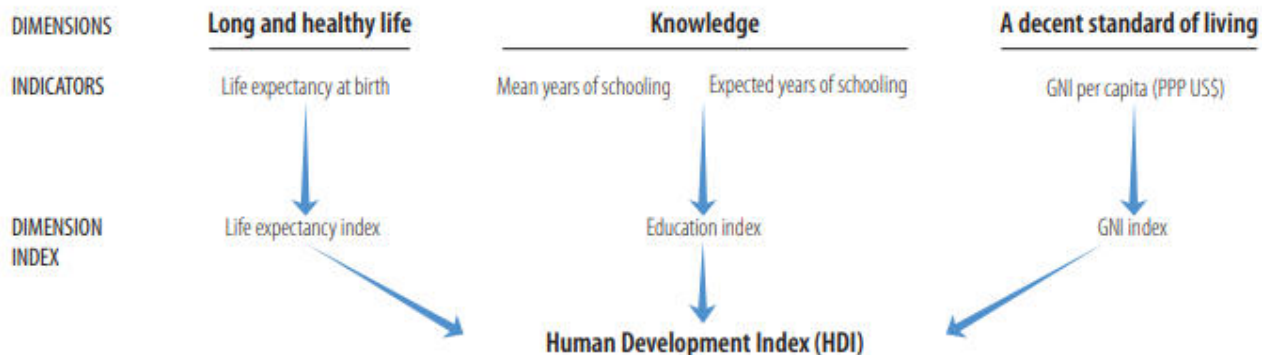 DIMENSIONS Long and healthy life Knowledge A decent standard of living
INDICATORS Life expectancy at birth Mean years of schooling Expected years of schooling GNI per capita (PPP US$)
DIMENSION Life expectancy index Education index GNI index
INDEX
Human Development Index (HDI)